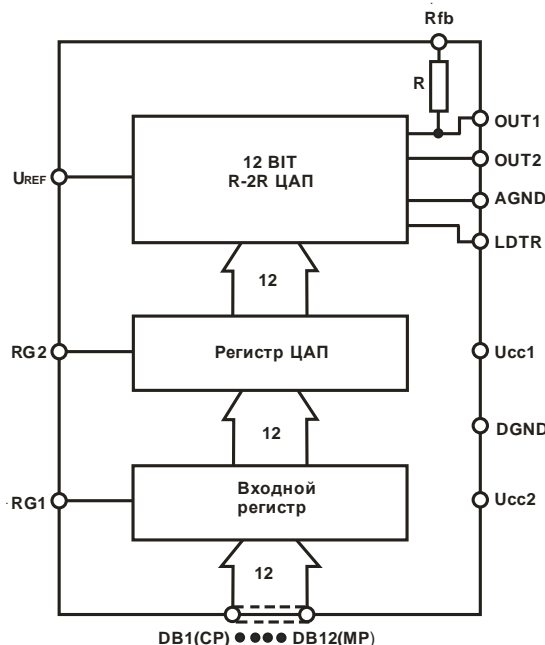 Rfb
R
OUT1
12 BIT
R-2R ЦАП
OUT2
UREF
AGND
LDTR
12
RG2
Регистр ЦАП
Ucc1
12
DGND
RG1
Входной
регистр
Ucc2
12
DB1(CP) ●●●● DB12(MP)